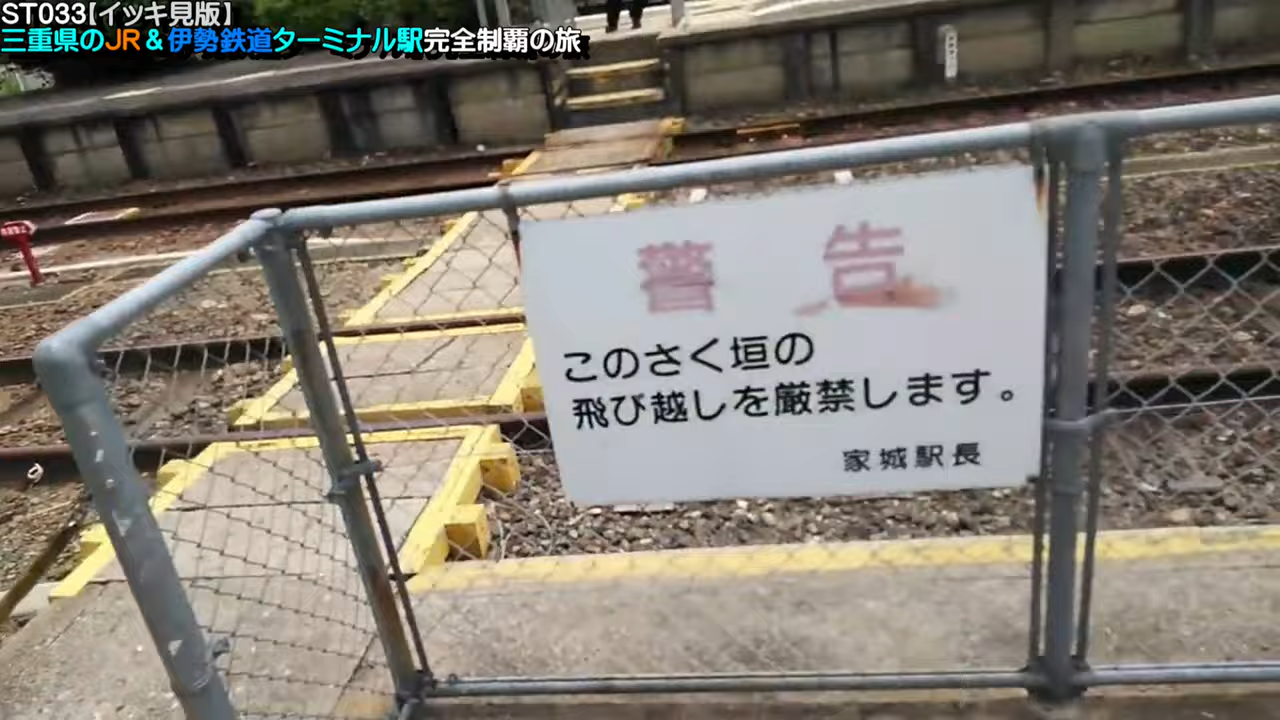 ST033【イッキ見版】
三重県のJR＆伊勢鉄道ターミナル駅完全制覇の旅
警告
このさく垣の
飛び越しを厳禁します。
家城駅長